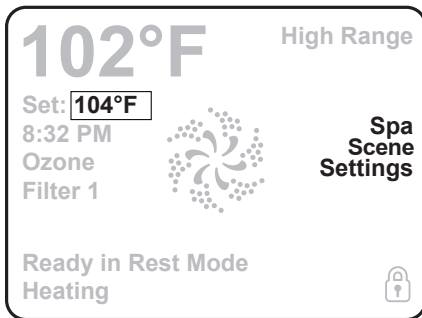 102°F
High Range
Set: 104°F
8:32 PM
Ozone
Filter 1
Spa
Scene
Settings
Ready in Rest Mode
Heating